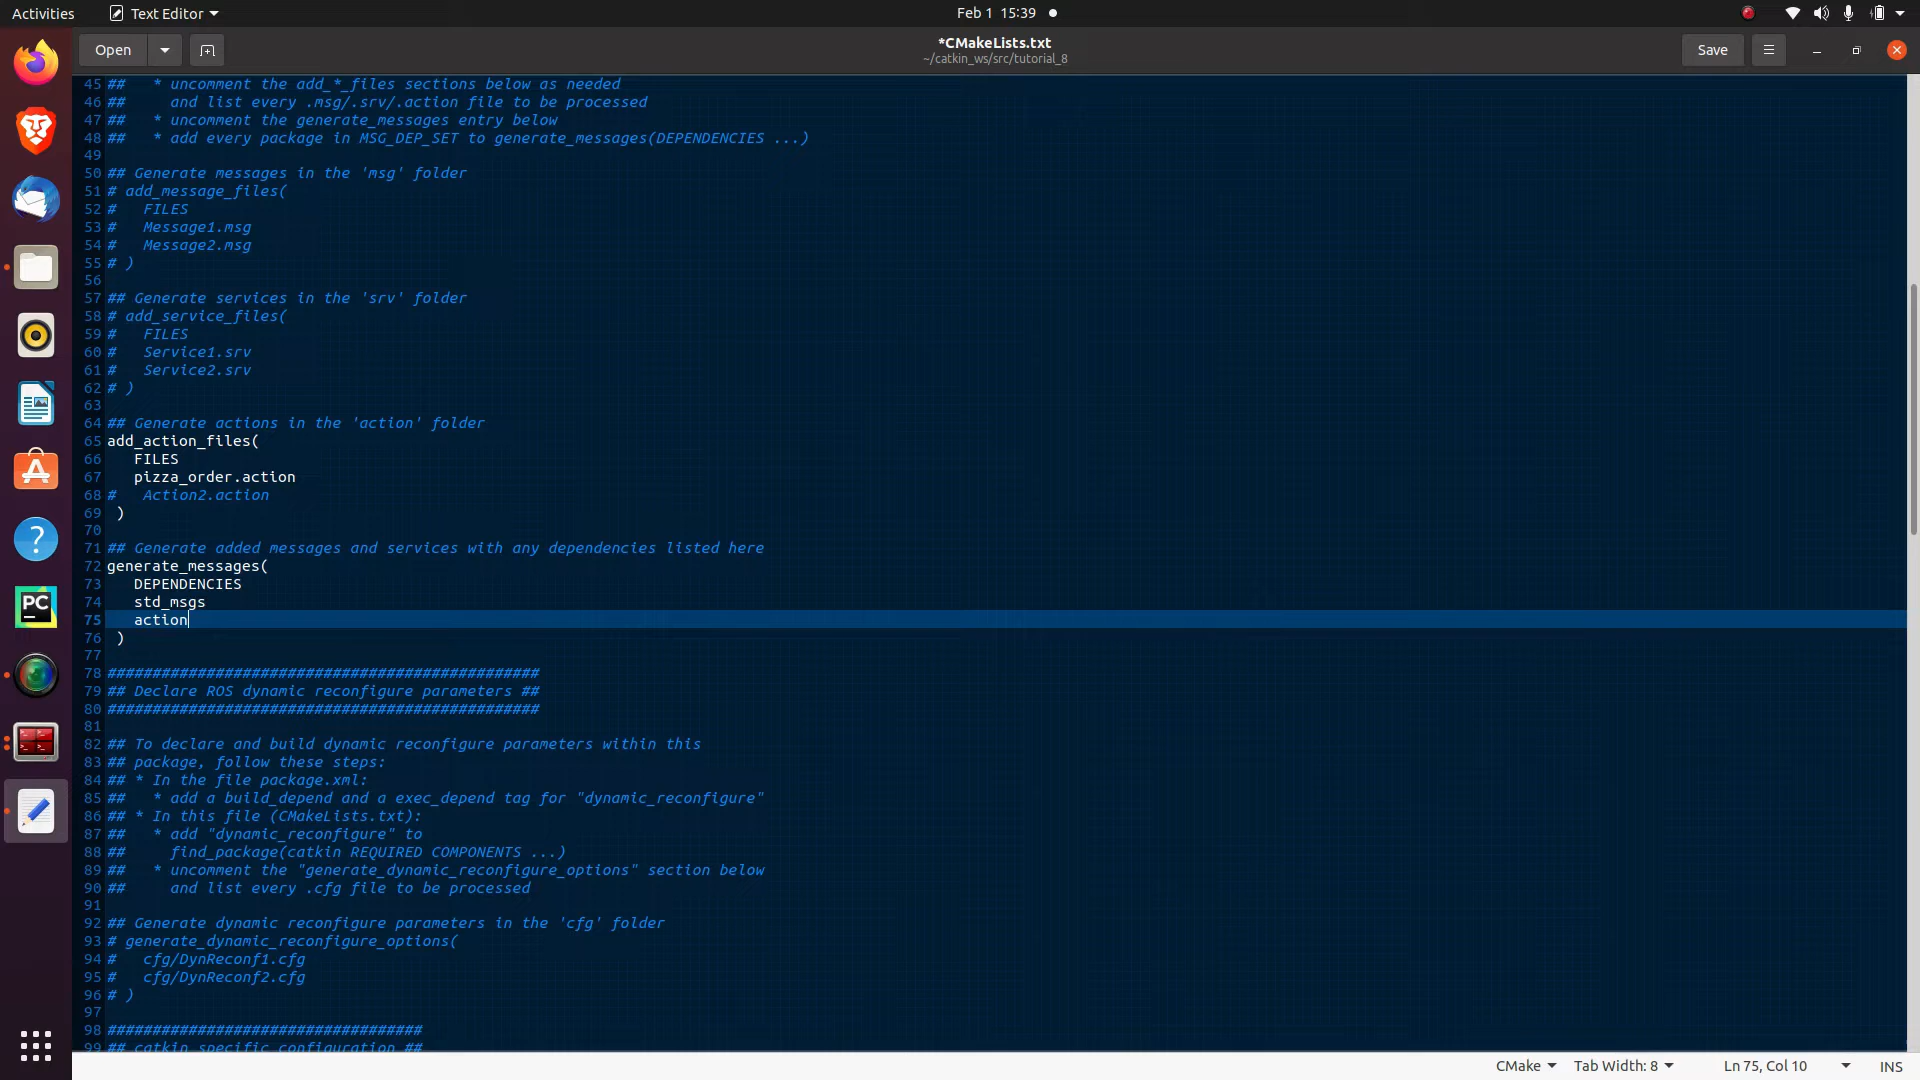 Activities
Text Editor
Feb 1 15:39
Open
*CMakeLists.txt
~/catkin_ws/src/tutorial_8
Save
45 ##   * uncomment the add_*_files sections below as needed
46 ##     and list every .msg/.srv/.action file to be processed
47 ##   * uncomment the generate_messages entry below
48 ##   * add every package in MSG_DEP_SET to generate_messages(DEPENDENCIES ...)
49
50 ## Generate messages in the 'msg' folder
51 # add_message_files(
52 #   FILES
53 #   Message1.msg
54 #   Message2.msg
55 # )
56
57 ## Generate services in the 'srv' folder
58 # add_service_files(
59 #   FILES
60 #   Service1.srv
61 #   Service2.srv
62 # )
63
64 ## Generate actions in the 'action' folder
65 add_action_files(
66    FILES
67    pizza_order.action
68 #   Action2.action
69  )
70
71 ## Generate added messages and services with any dependencies listed here
72 generate_messages(
73    DEPENDENCIES
74    std_msgs
75    action
76  )
77
78 ################################################
79 ## Declare ROS dynamic reconfigure parameters ##
80 ################################################
81
82 ## To declare and build dynamic reconfigure parameters within this
83 ## package, follow these steps:
84 ## * In the file package.xml:
85 ##   * add a build_depend and a exec_depend tag for "dynamic_reconfigure"
86 ## * In this file (CMakeLists.txt):
87 ##   * add "dynamic_reconfigure" to
88 ##     find_package(catkin REQUIRED COMPONENTS ...)
89 ##   * uncomment the "generate_dynamic_reconfigure_options" section below
90 ##     and list every .cfg file to be processed
91
92 ## Generate dynamic reconfigure parameters in the 'cfg' folder
93 # generate_dynamic_reconfigure_options(
94 #   cfg/DynReconf1.cfg
95 #   cfg/DynReconf2.cfg
96 # )
97
98 ###################################
99 ## catkin specific configuration ##
PC
CMake
Tab Width: 8
Ln 75, Col 10
INS